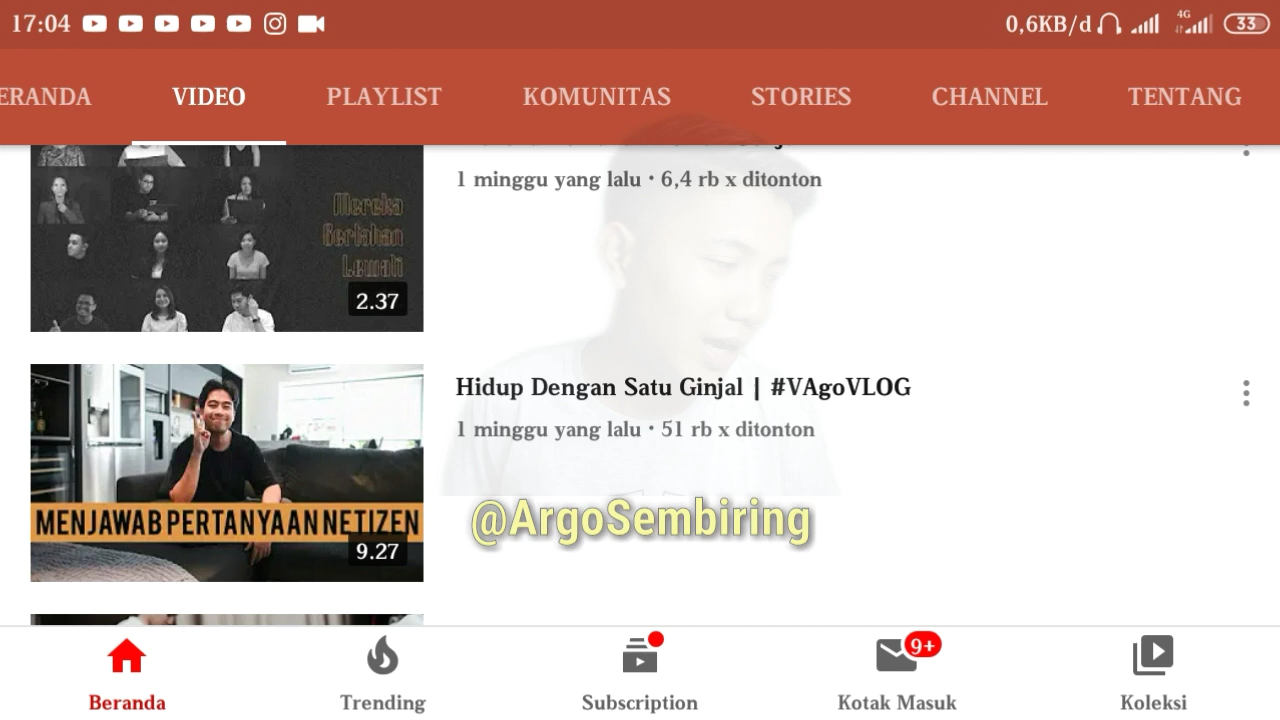 17:04
0,6KB/d
4G
33
ERANDA VIDEO PLAYLIST KOMUNITAS STORIES CHANNEL TENTANG
1 minggu yang lalu • 6,4 rb x ditonton
Mereka
Bertahan
Lewati
2.37
Hidup Dengan Satu Ginjal | #VAgoVLOG
1 minggu yang lalu • 51 rb x ditonton
MENJAWAB PERTANYAAN NETIZEN
9.27
@ArgoSembiring
9+
Beranda Trending Subscription Kotak Masuk Koleksi